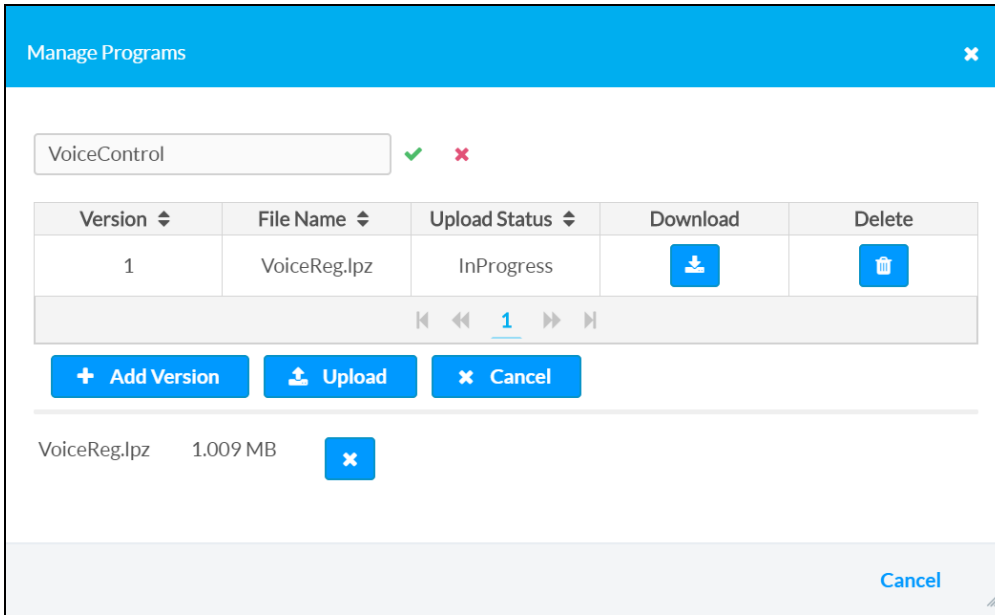 Manage Programs
VoiceControl
Version File Name Upload Status Download Delete
1 VoiceReg.lpz InProgress
1
Add Version Upload Cancel
VoiceReg.lpz 1.009 MB
Cancel